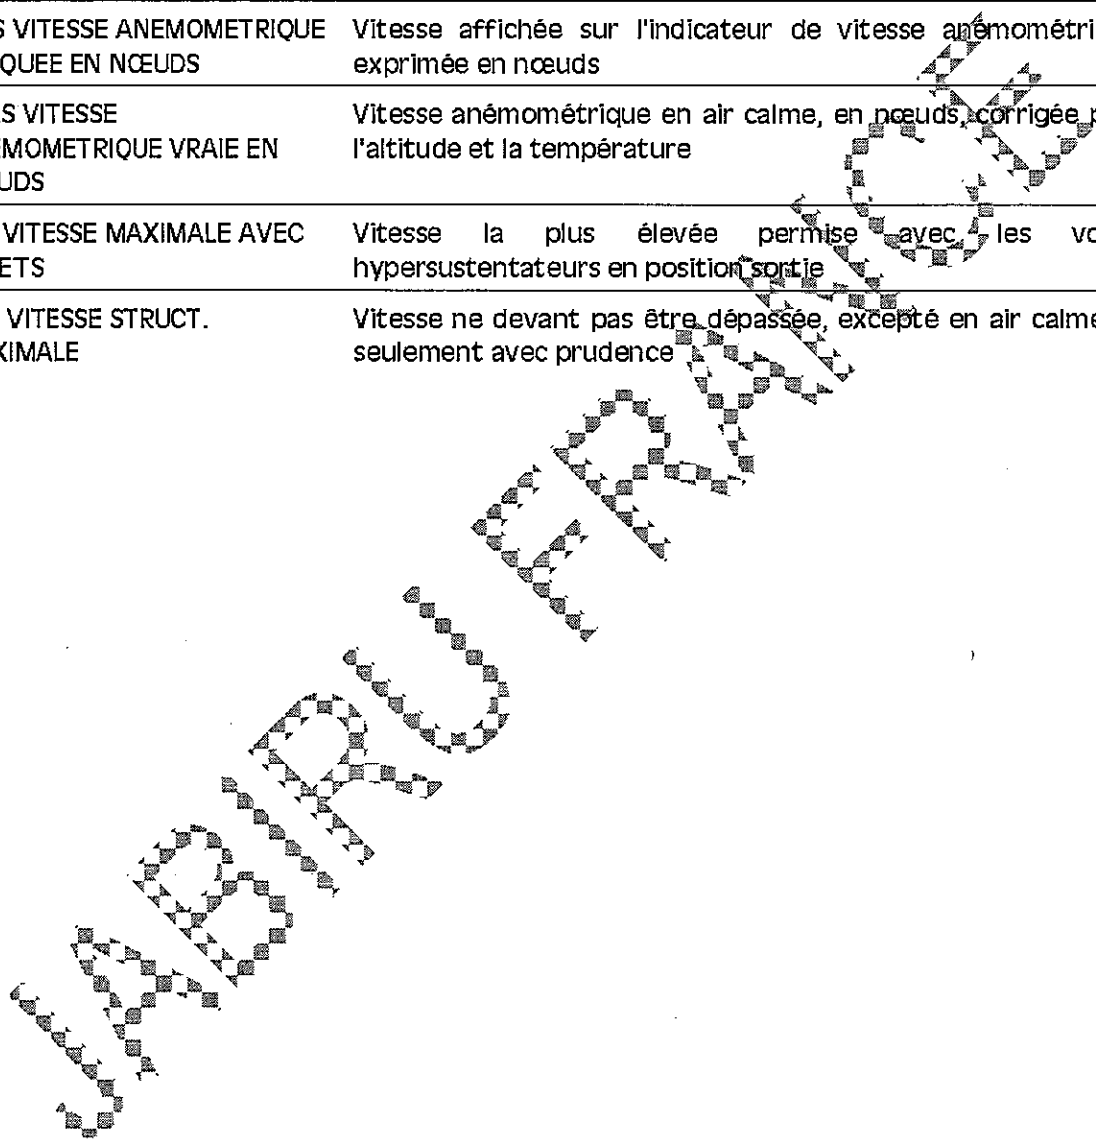 S VITESSE ANEMOMETRIQUE
QUEE EN NŒUDS
Vitesse affichée sur l'indicateur de vitesse anémométri
exprimée en nœuds
S VITESSE
MOMETRIQUE VRAIE EN
UDS
Vitesse anémométrique en air calme, en nœuds, corrigée p
l'altitude et la température
VITESSE MAXIMALE AVEC
ETS
Vitesse la plus élevée permise avec les vo
hypersustentateurs en position sortie
VITESSE STRUCT.
XIMALE
Vitesse ne devant pas être dépassée, excepté en air calme
seulement avec prudence
JABIRU FRANCE